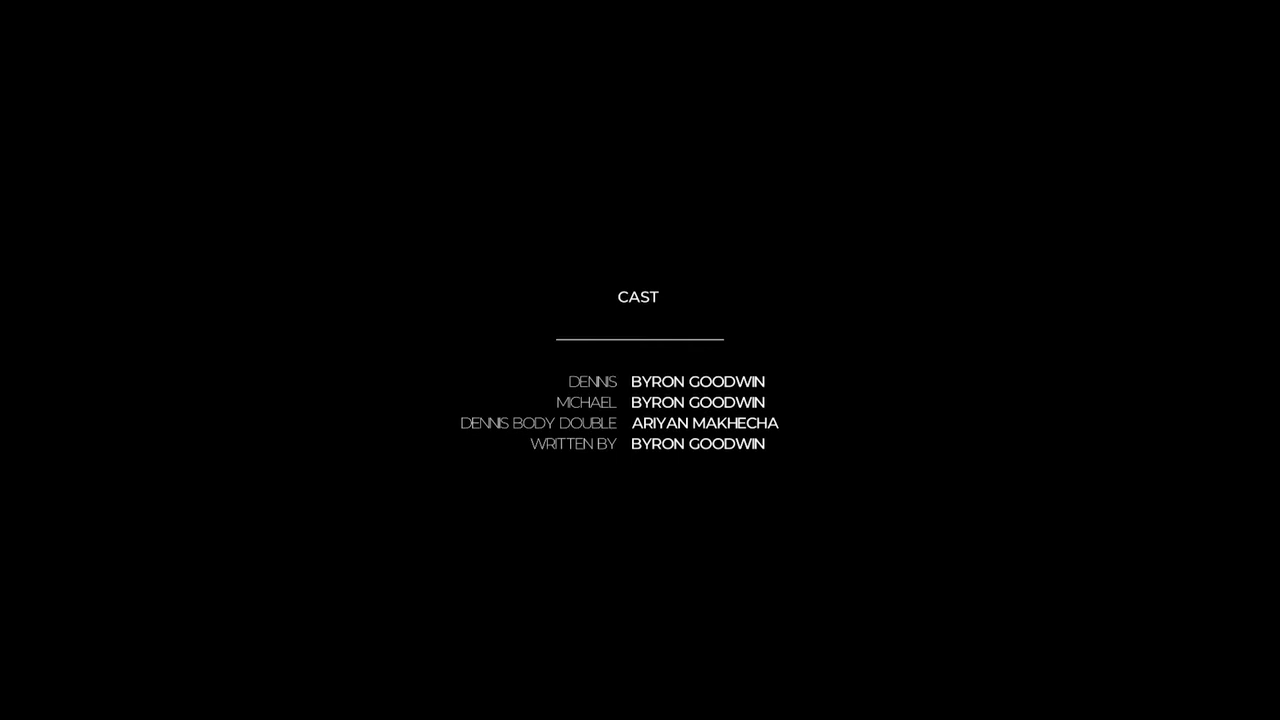 CAST
DENNIS BYRON GOODWIN
MICHAEL BYRON GOODWIN
DENNIS BODY DOUBLE ARIYAN MAKHECHA
WRITTEN BY BYRON GOODWIN